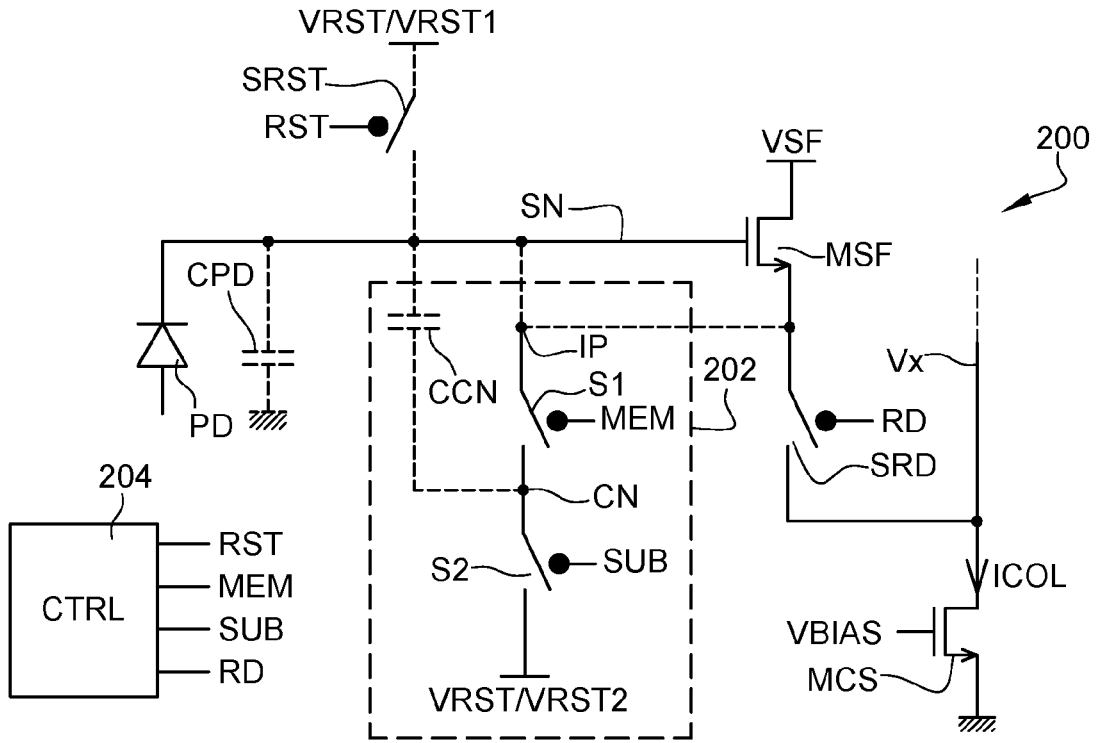 VRST/VRST1
SRST
RST
VSF
200
SN
MSF
CPD
IP
Vx
S1
202
CCN
MEM
RD
PD
SRD
204
CN
RST
S2
SUB
MEM
ICOL
CTRL
SUB
VBIAS
RD
MCS
VRST/VRST2